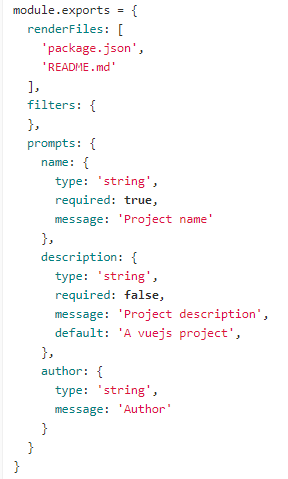 module.exports = {
  renderFiles: [
    'package.json',
    'README.md'
  ],
  filters: {
  },
  prompts: {
    name: {
      type: 'string',
      required: true,
      message: 'Project name'
    },
    description: {
      type: 'string',
      required: false,
      message: 'Project description',
      default: 'A vuejs project',
    },
    author: {
      type: 'string',
      message: 'Author'
    }
  }
}